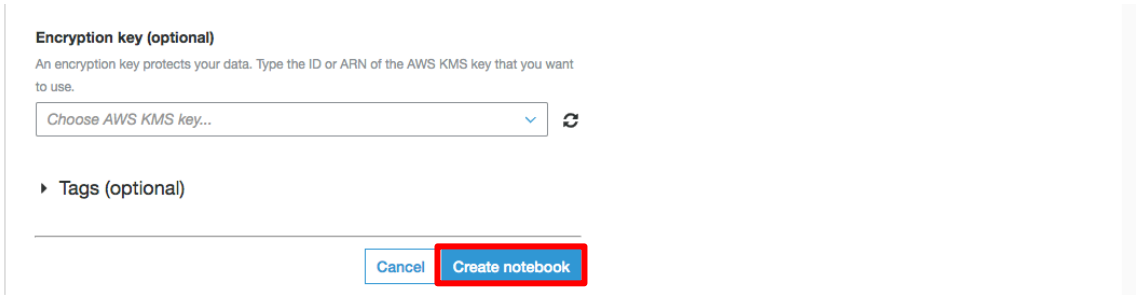 Encryption key (optional)
An encryption key protects your data. Type the ID or ARN of the AWS KMS key that you want
to use.
Choose AWS KMS key...
Tags (optional)
Cancel Create notebook